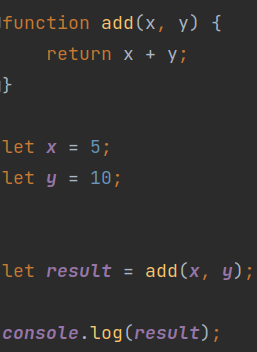 function add(x, y) {
    return x + y;
}
let x = 5;
let y = 10;
let result = add(x, y);
console.log(result);